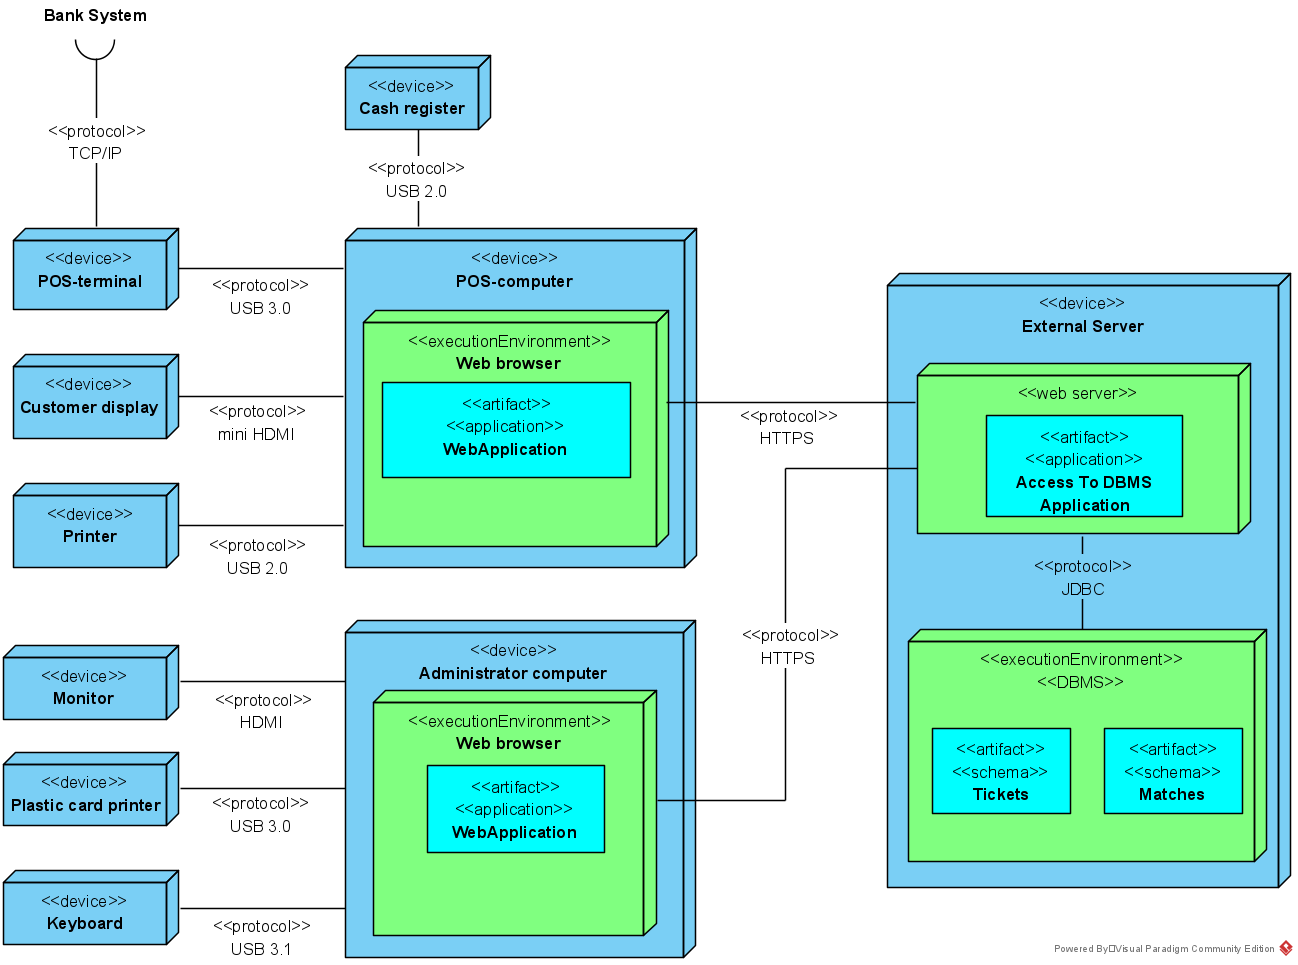 Bank System
<<protocol>>
TCP/IP
<<device>>
Cash register
<<protocol>>
USB 2.0
<<device>>
POS-terminal
<<protocol>>
USB 3.0
<<device>>
Customer display
<<protocol>>
mini HDMI
<<device>>
Printer
<<protocol>>
USB 2.0
<<device>>
POS-computer
<<executionEnvironment>>
Web browser
<<artifact>>
<<application>>
WebApplication
<<protocol>>
HTTPS
<<device>>
External Server
<<web server>>
<<artifact>>
<<application>>
Access To DBMS
Application
<<protocol>>
JDBC
<<executionEnvironment>>
<<DBMS>>
<<artifact>>
<<schema>>
Tickets
<<artifact>>
<<schema>>
Matches
<<protocol>>
HTTPS
<<device>>
Monitor
<<protocol>>
HDMI
<<device>>
Plastic card printer
<<protocol>>
USB 3.0
<<device>>
Keyboard
<<protocol>>
USB 3.1
<<device>>
Administrator computer
<<executionEnvironment>>
Web browser
<<artifact>>
<<application>>
WebApplication
Powered By□Visual Paradigm Community Edition